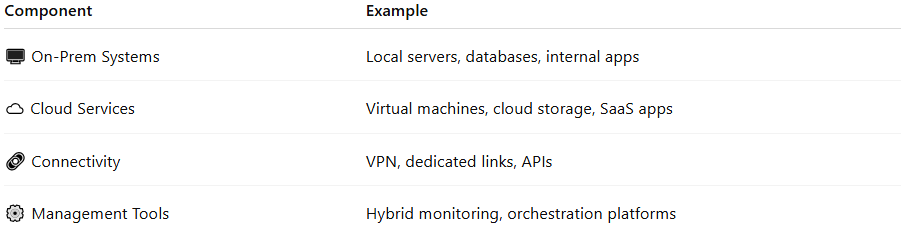 Component Example
On-Prem Systems Local servers, databases, internal apps
Cloud Services Virtual machines, cloud storage, SaaS apps
Connectivity VPN, dedicated links, APIs
Management Tools Hybrid monitoring, orchestration platforms